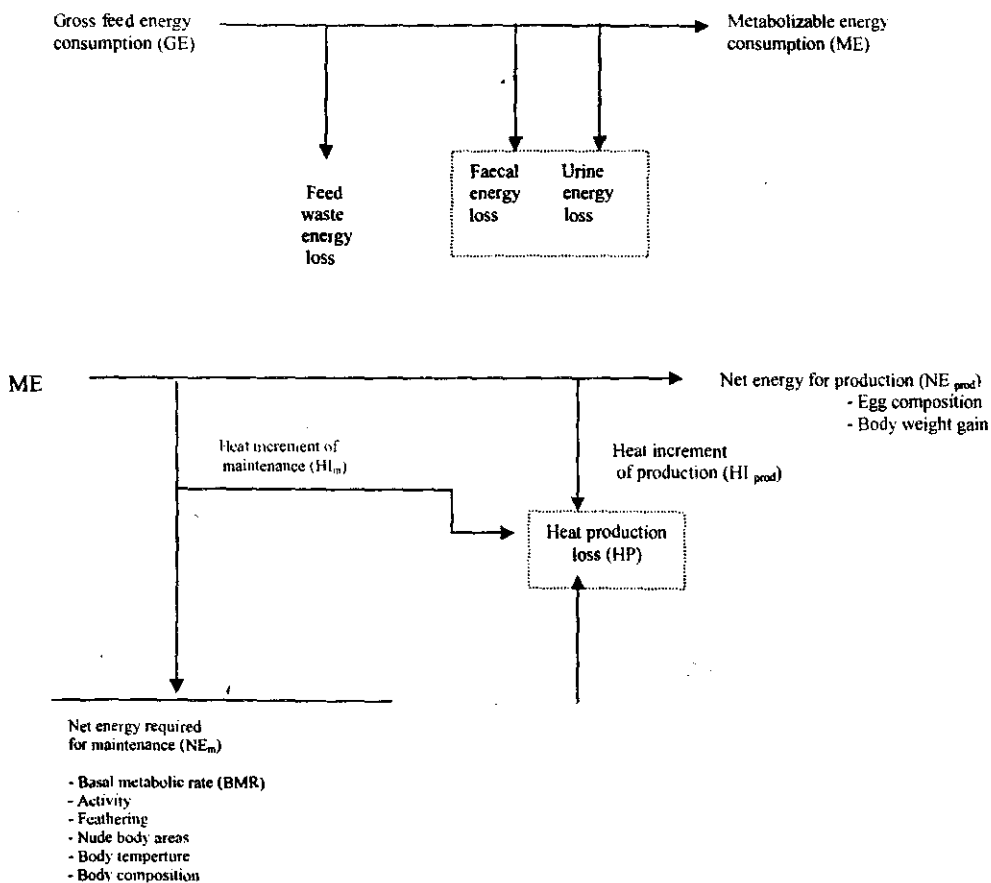 Gross feed energy
consumption (GE)
Metabolizable energy
consumption (ME)
Feed
waste
energy
loss
Faecal
energy
loss
Urine
energy
loss
ME
Net energy for production (NE prod)
- Egg composition
- Body weight gain
Heat increment of
maintenance (HIm)
Heat increment
of production (HI prod)
Heat production
loss (HP)
Net energy required
for maintenance (NEm)
- Basal metabolic rate (BMR)
- Activity
- Feathering
- Nude body areas
- Body temperture
- Body composition